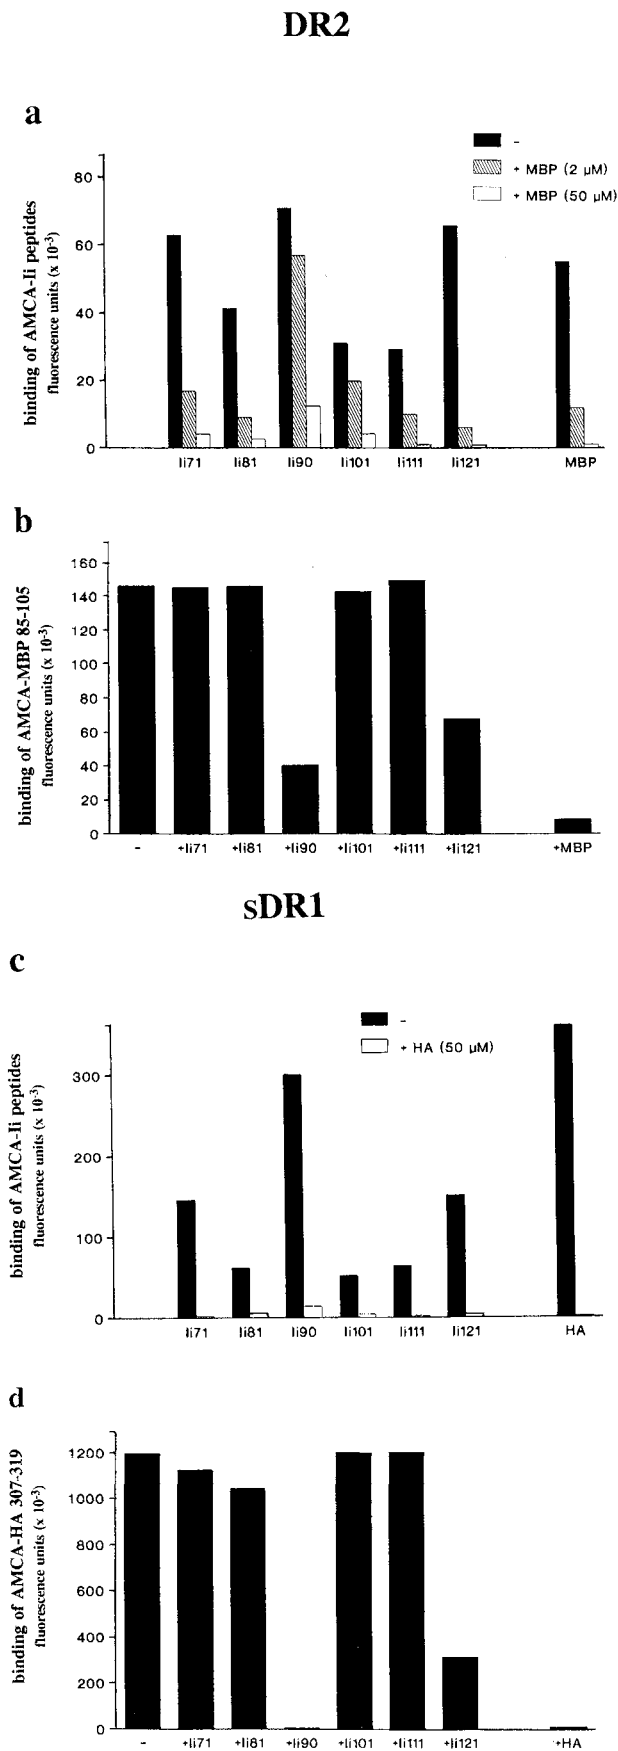 DR2
a
-
+ MBP (2 µM)
+ MBP (50 µM)
binding of AMCA-Ii peptides
fluorescence units (x 10⁻³)
80
60
40
20
0
Ii71 Ii81 Ii90 Ii101 Ii111 Ii121 MBP
b
binding of AMCA-MBP 85-105
fluorescence units (x 10⁻³)
160
140
120
100
80
60
40
20
0
- +Ii71 +Ii81 +Ii90 +Ii101 +Ii111 +Ii121 +MBP
sDR1
c
-
+ HA (50 µM)
binding of AMCA-Ii peptides
fluorescence units (x 10⁻³)
300
200
100
0
Ii71 Ii81 Ii90 Ii101 Ii111 Ii121 HA
d
binding of AMCA-HA 307-319
fluorescence units (x 10⁻³)
1200
1000
800
600
400
200
0
- +Ii71 +Ii81 +Ii90 +Ii101 +Ii111 +Ii121 +HA